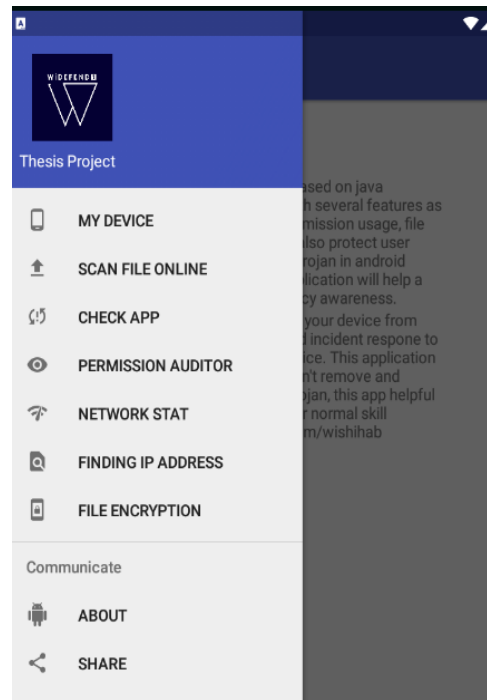 WIDEFENDU
Thesis Project
MY DEVICE
SCAN FILE ONLINE
CHECK APP
PERMISSION AUDITOR
NETWORK STAT
FINDING IP ADDRESS
FILE ENCRYPTION
Communicate
ABOUT
SHARE
ased on java
h several features as
mission usage, file
also protect user
rojan in android
lication will help a
cy awareness.
your device from
d incident respone to
ice. This application
n't remove and
ojan, this app helpful
r normal skill
m/wishihab